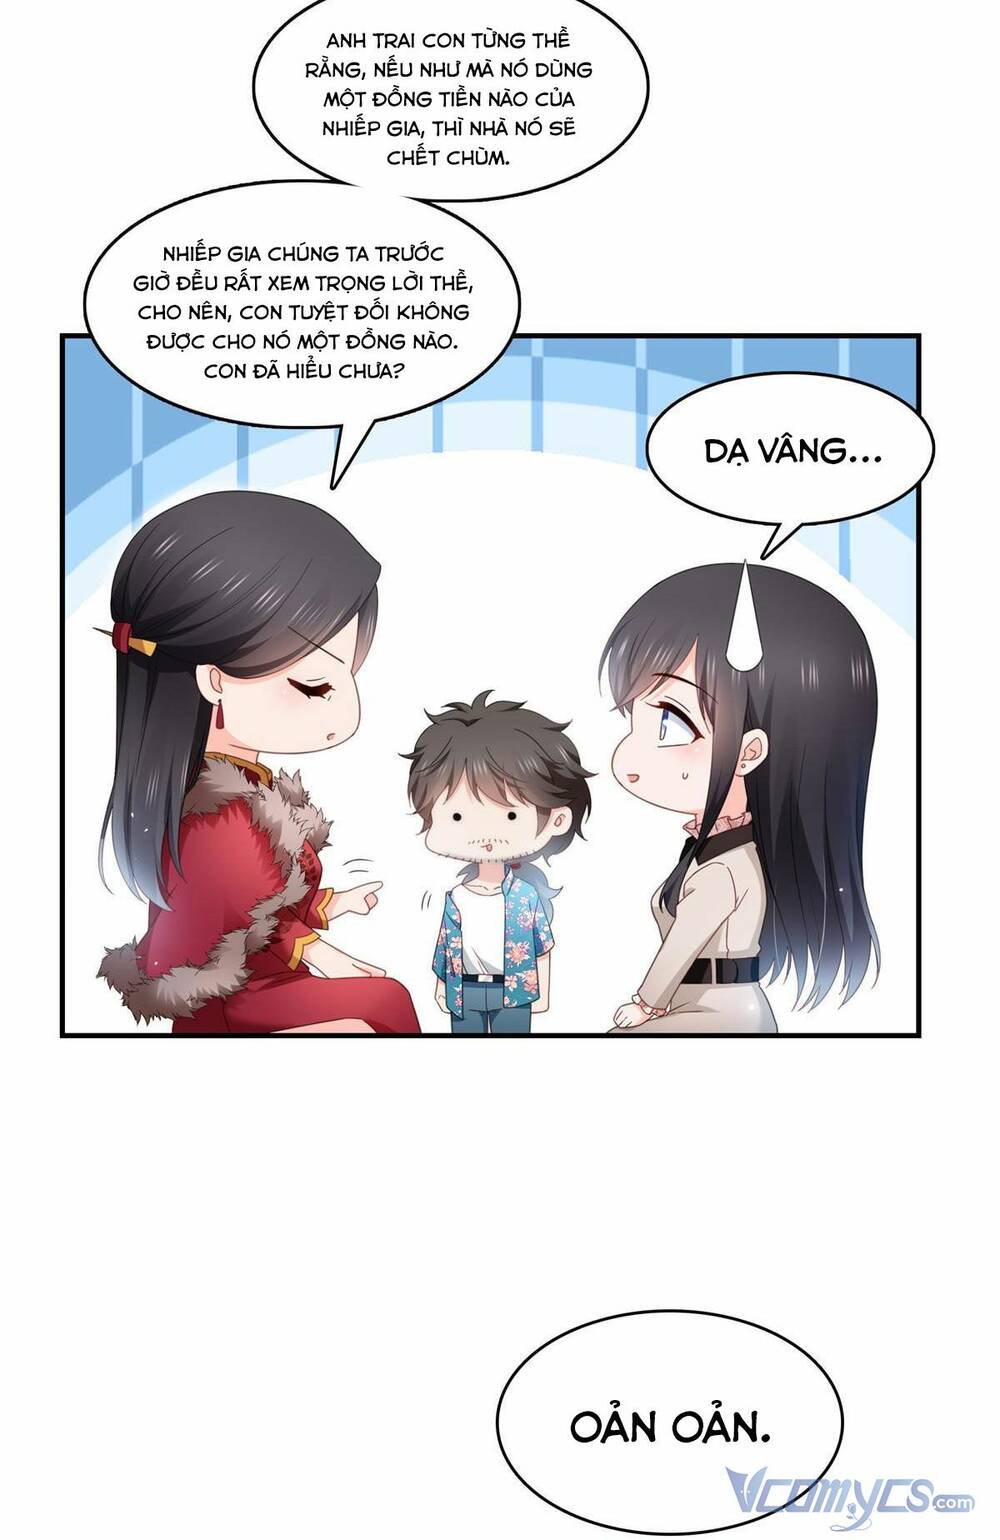 ANH TRAI CON TỪNG THỀ
RẰNG, NẾU NHƯ MÀ NÓ DÙNG
MỘT ĐỒNG TIỀN NÀO CỦA
NHIẾP GIA, THÌ NHÀ NÓ SẼ
CHẾT CHÙM.
NHIẾP GIA CHÚNG TA TRƯỚC
GIỜ ĐỀU RẤT XEM TRỌNG LỜI THỀ,
CHO NÊN, CON TUYỆT ĐỐI KHÔNG
ĐƯỢC CHO NÓ MỘT ĐỒNG NÀO.
CON ĐÃ HIỂU CHƯA?
DẠ VÂNG...
OẢN OẢN.
VCOMYCS.com